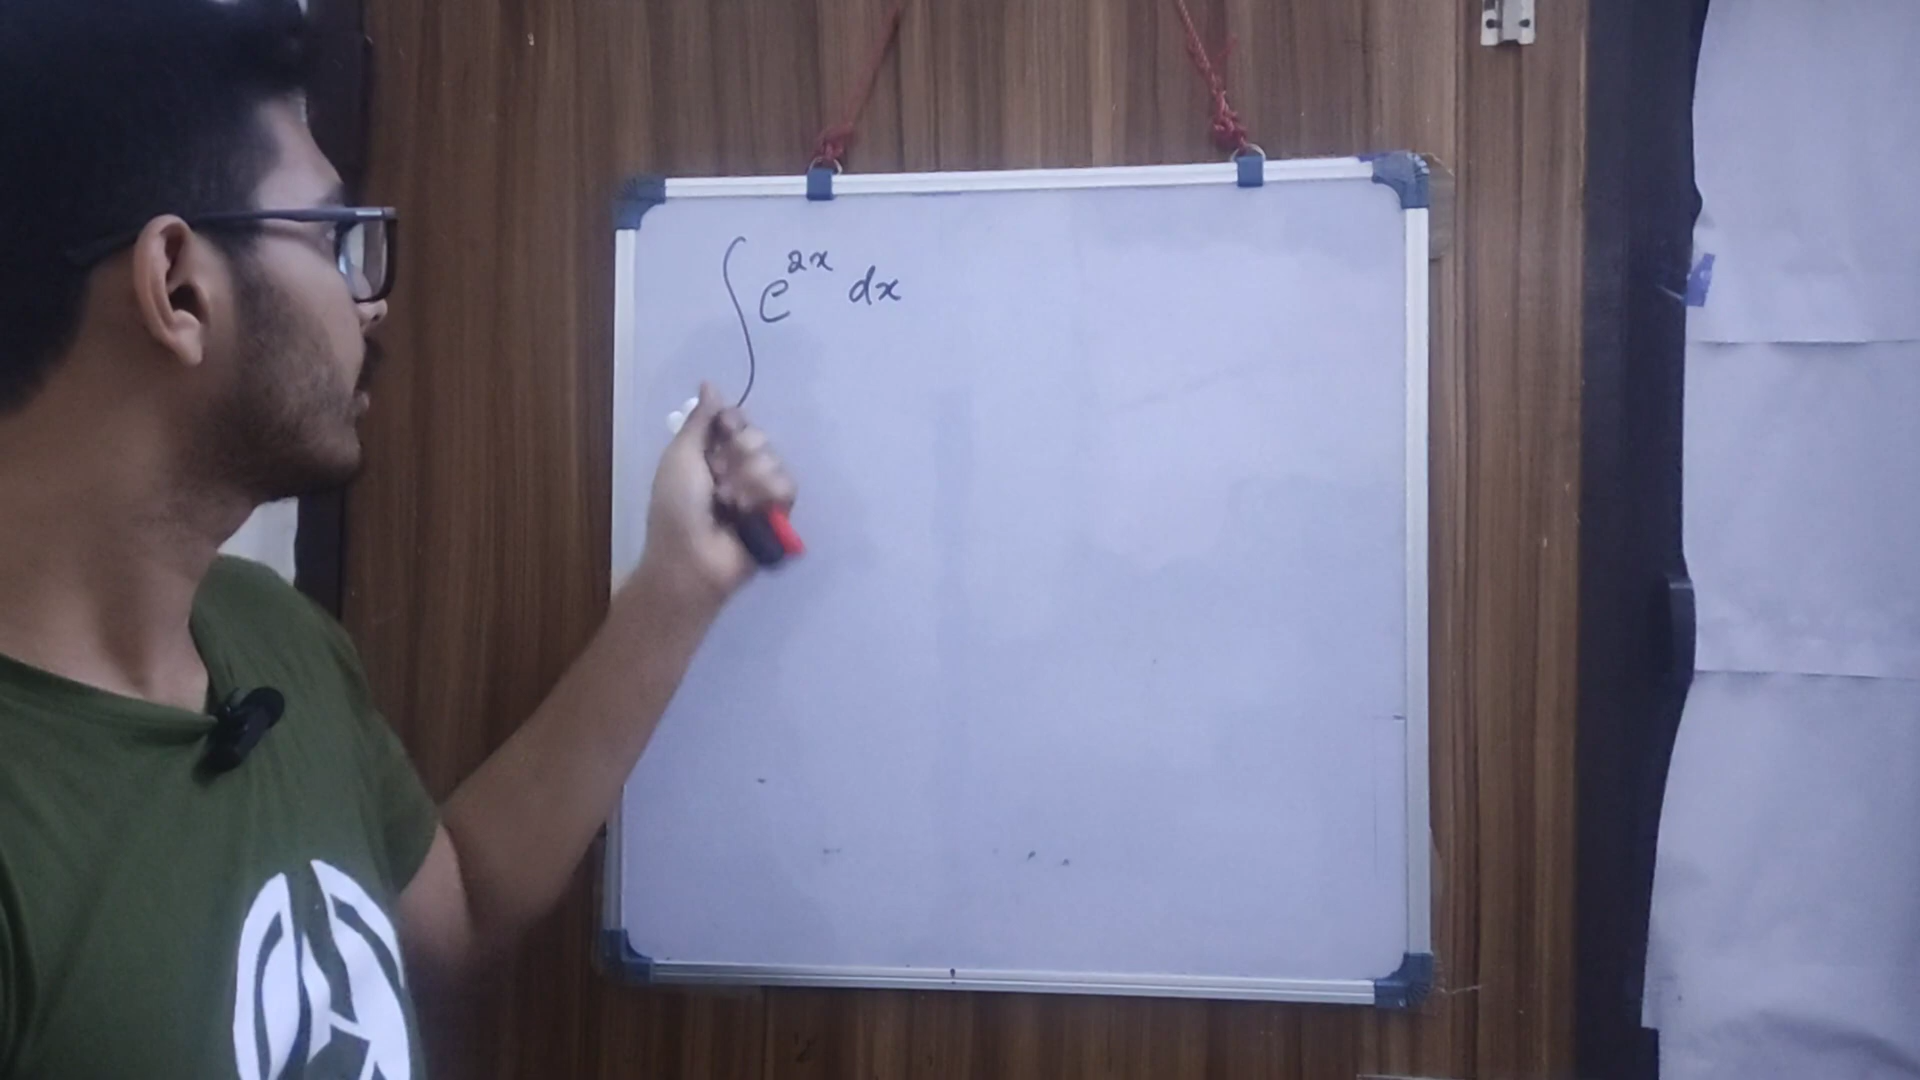 ∫ e^{2x} dx